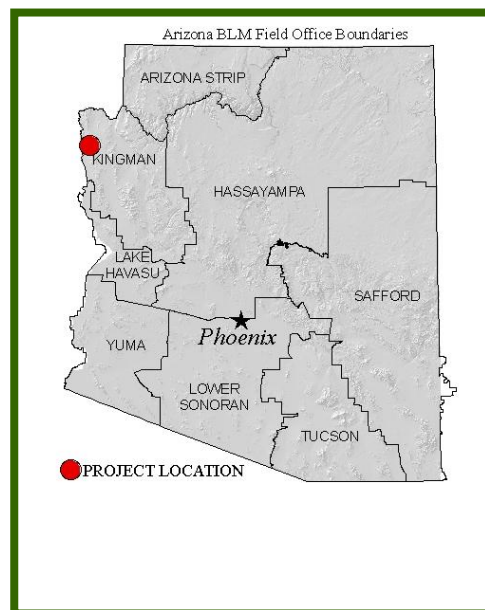 Arizona BLM Field Office Boundaries
ARIZONA STRIP
KINGMAN
HASSAYAMPA
LAKE
HAVASU
SAFFORD
YUMA
Phoenix
LOWER
SONORAN
TUCSON
PROJECT LOCATION